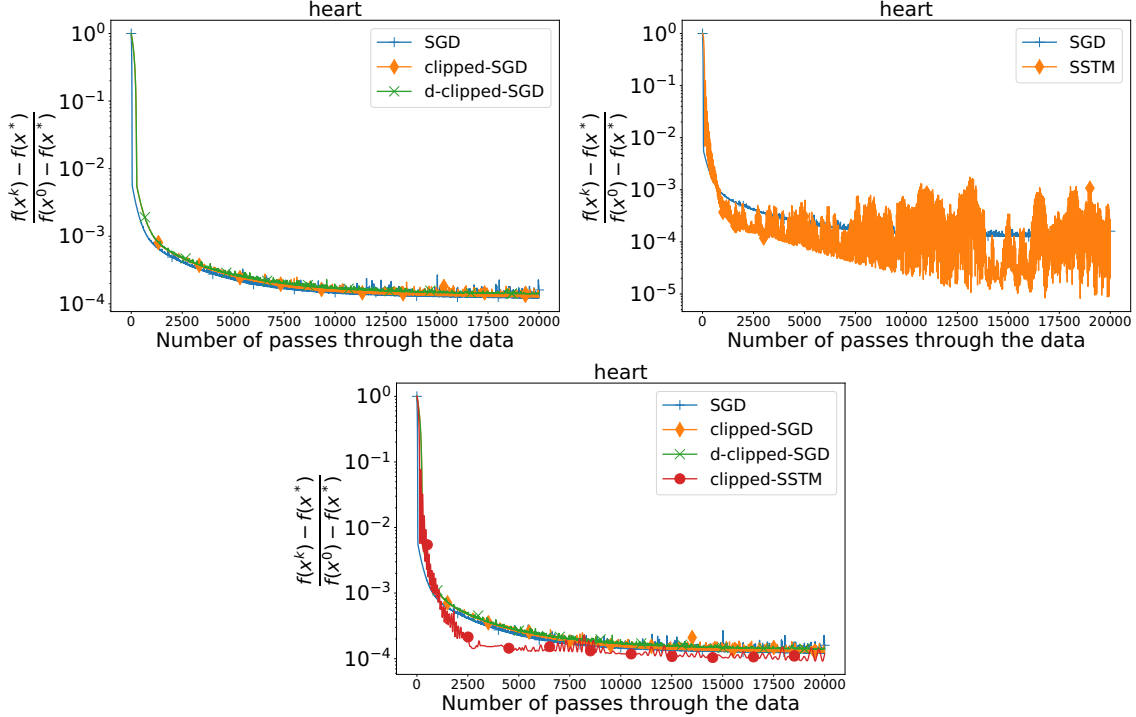 heart
10^0
10^-1
10^-2
10^-3
10^-4
f(x^k) − f(x^*)
f(x^0) − f(x^*)
SGD
clipped-SGD
d-clipped-SGD
0 2500 5000 7500 10000 12500 15000 17500 20000
Number of passes through the data
heart
10^0
10^-1
10^-2
10^-3
10^-4
10^-5
f(x^k) − f(x^*)
f(x^0) − f(x^*)
SGD
SSTM
0 2500 5000 7500 10000 12500 15000 17500 20000
Number of passes through the data
heart
10^0
10^-1
10^-2
10^-3
10^-4
f(x^k) − f(x^*)
f(x^0) − f(x^*)
SGD
clipped-SGD
d-clipped-SGD
clipped-SSTM
0 2500 5000 7500 10000 12500 15000 17500 20000
Number of passes through the data